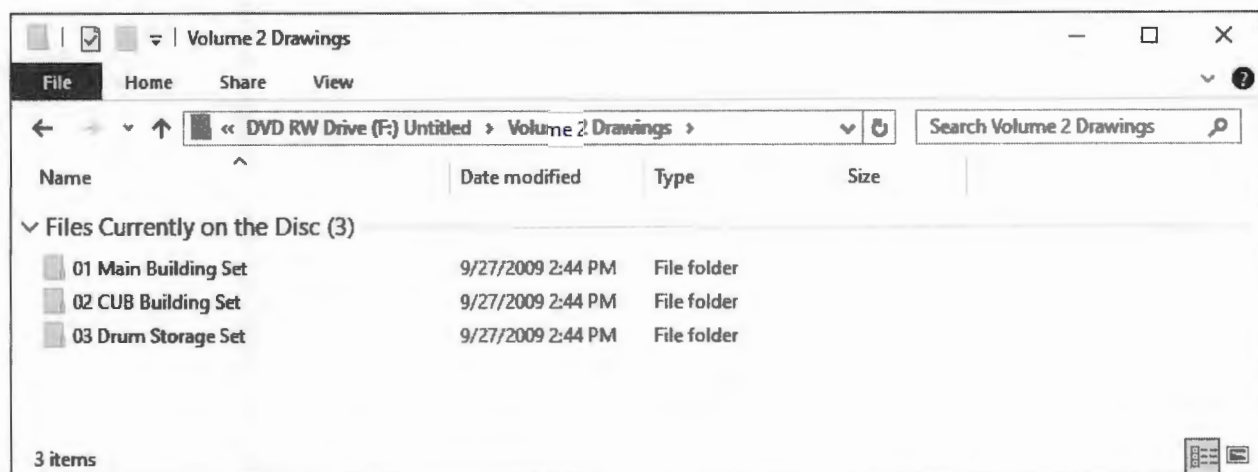 Volume 2 Drawings
File Home Share View
« DVD RW Drive (F:) Untitled › Volume 2 Drawings › Search Volume 2 Drawings
Name Date modified Type Size
Files Currently on the Disc (3)
01 Main Building Set 9/27/2009 2:44 PM File folder
02 CUB Building Set 9/27/2009 2:44 PM File folder
03 Drum Storage Set 9/27/2009 2:44 PM File folder
3 items